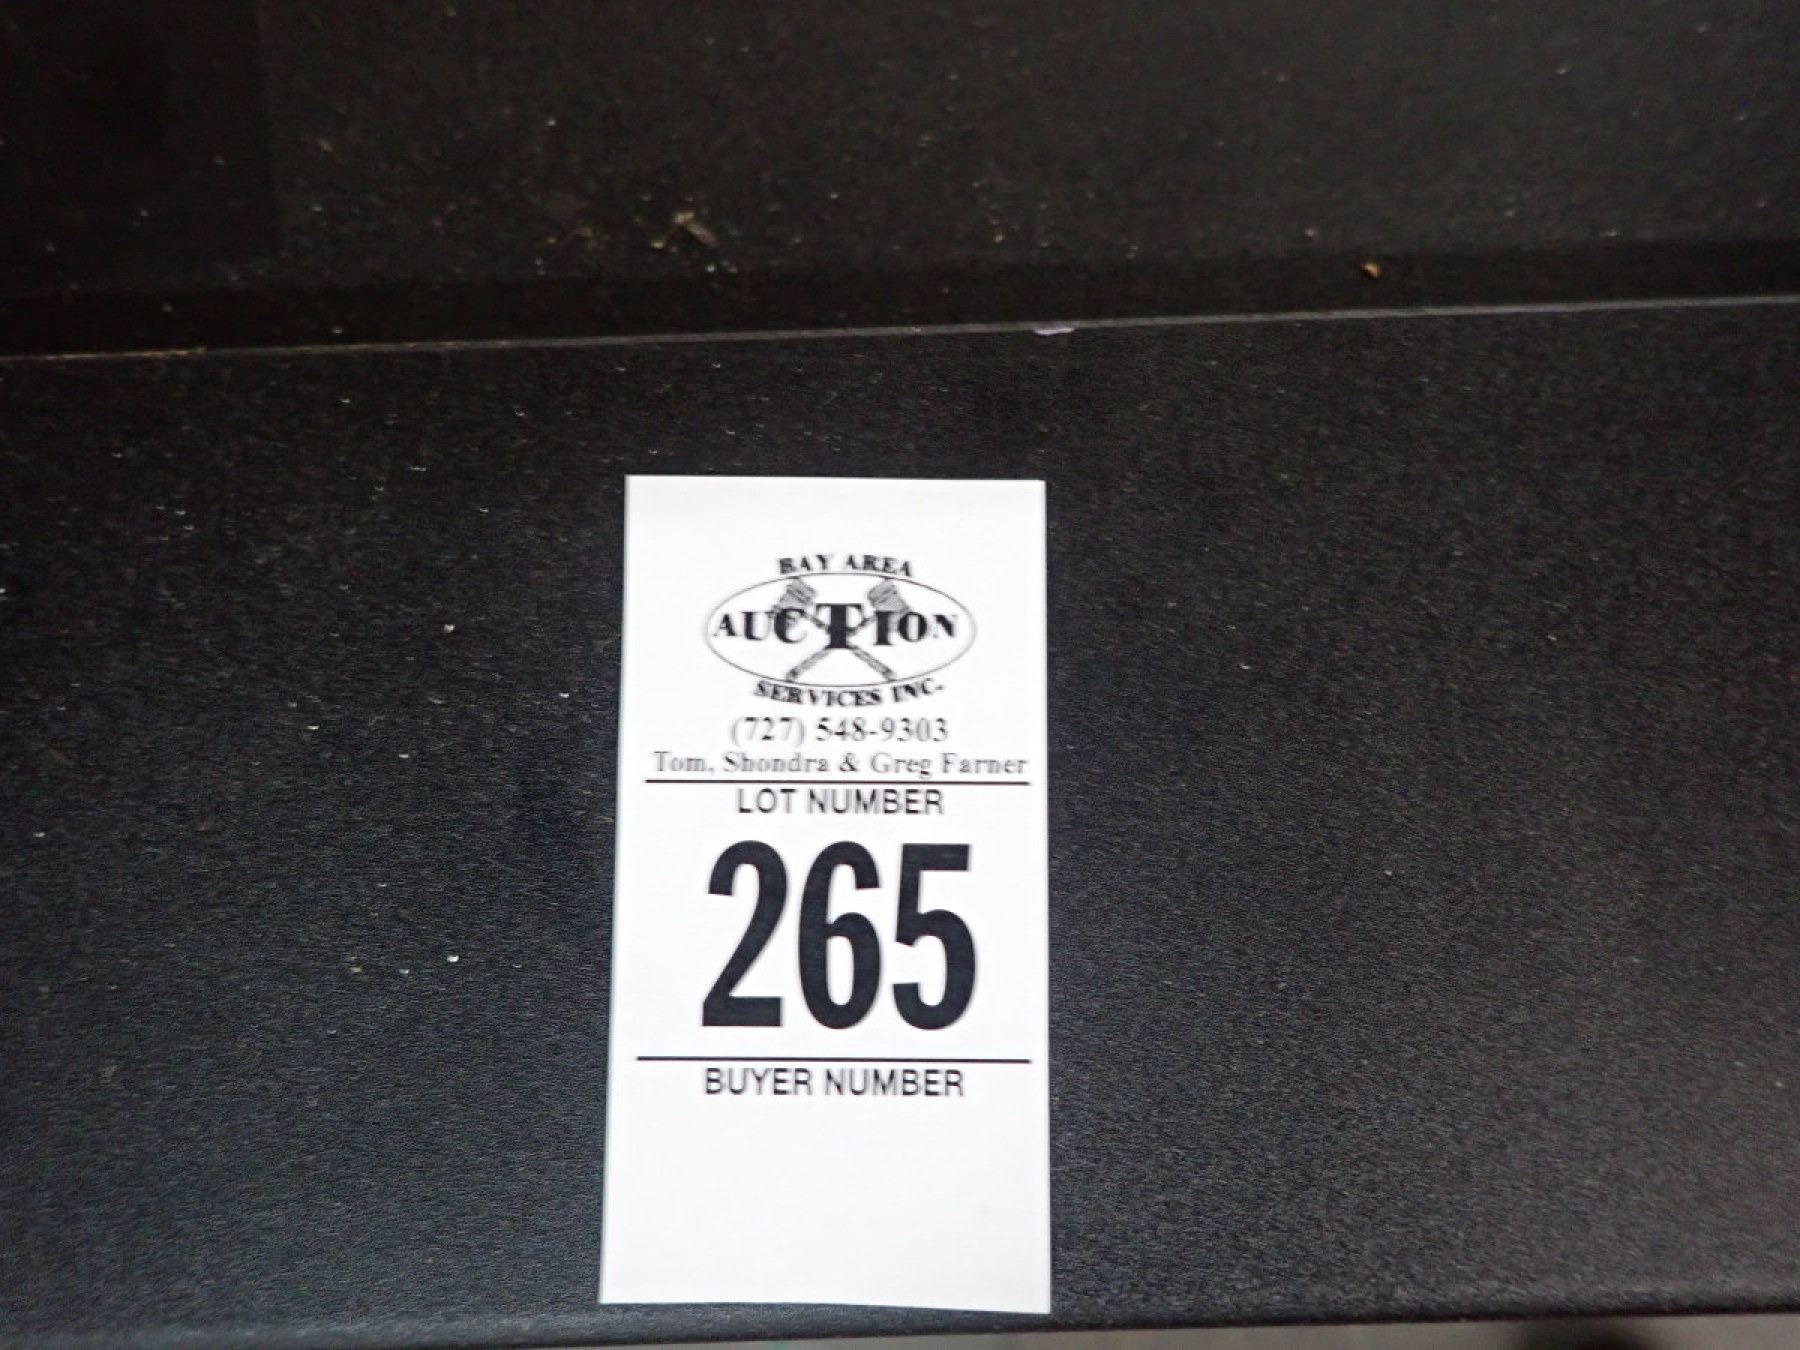 BAY AREA
AUCTION
SERVICES INC.
(727) 548-9303
Tom, Shondra & Greg Farner
LOT NUMBER
265
BUYER NUMBER